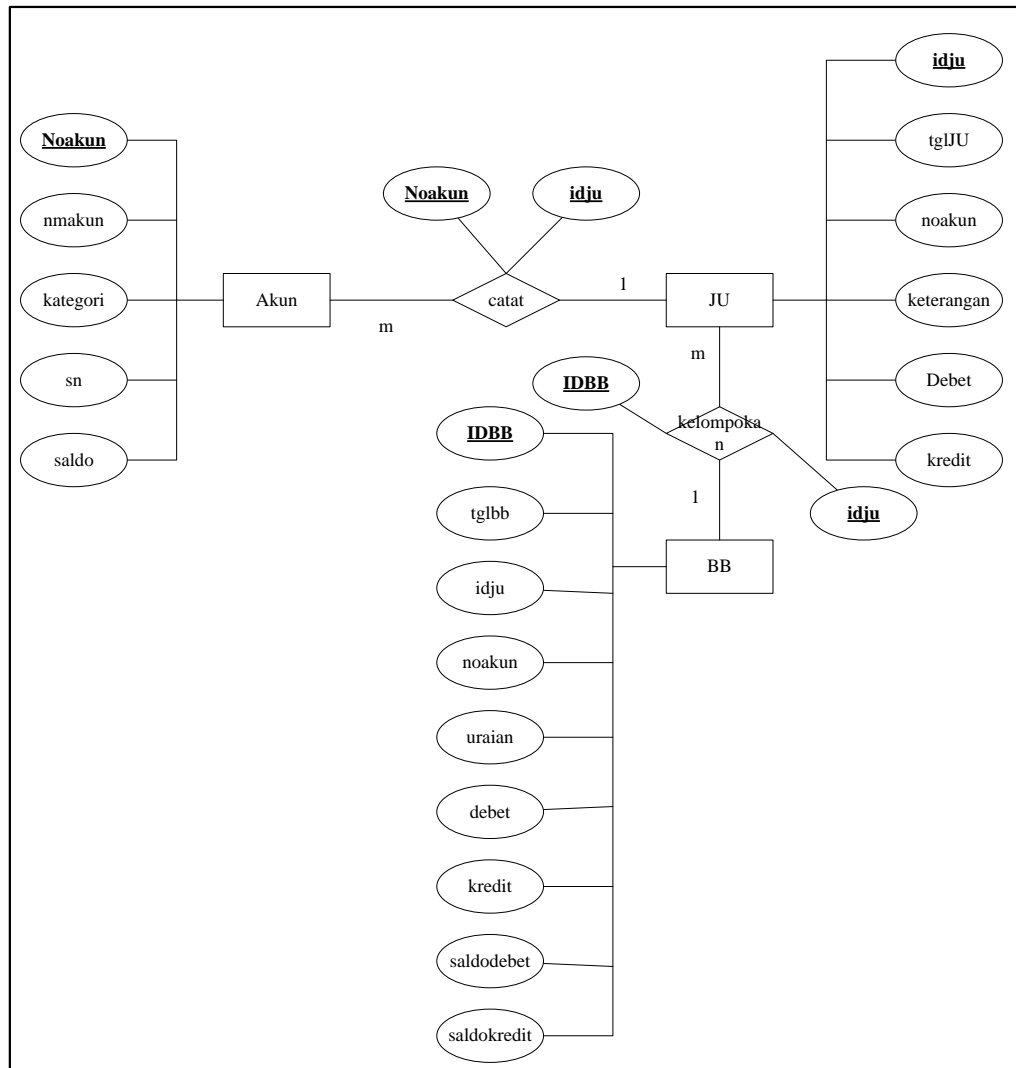 idju
Noakun
tglJU
Noakun
idju
nmakun
noakun
kategori
Akun
catat
1
JU
keterangan
m
m
sn
IDBB
Debet
IDBB
kelompoka
n
saldo
kredit
1
idju
tglbb
BB
idju
noakun
uraian
debet
kredit
saldodebet
saldokredit